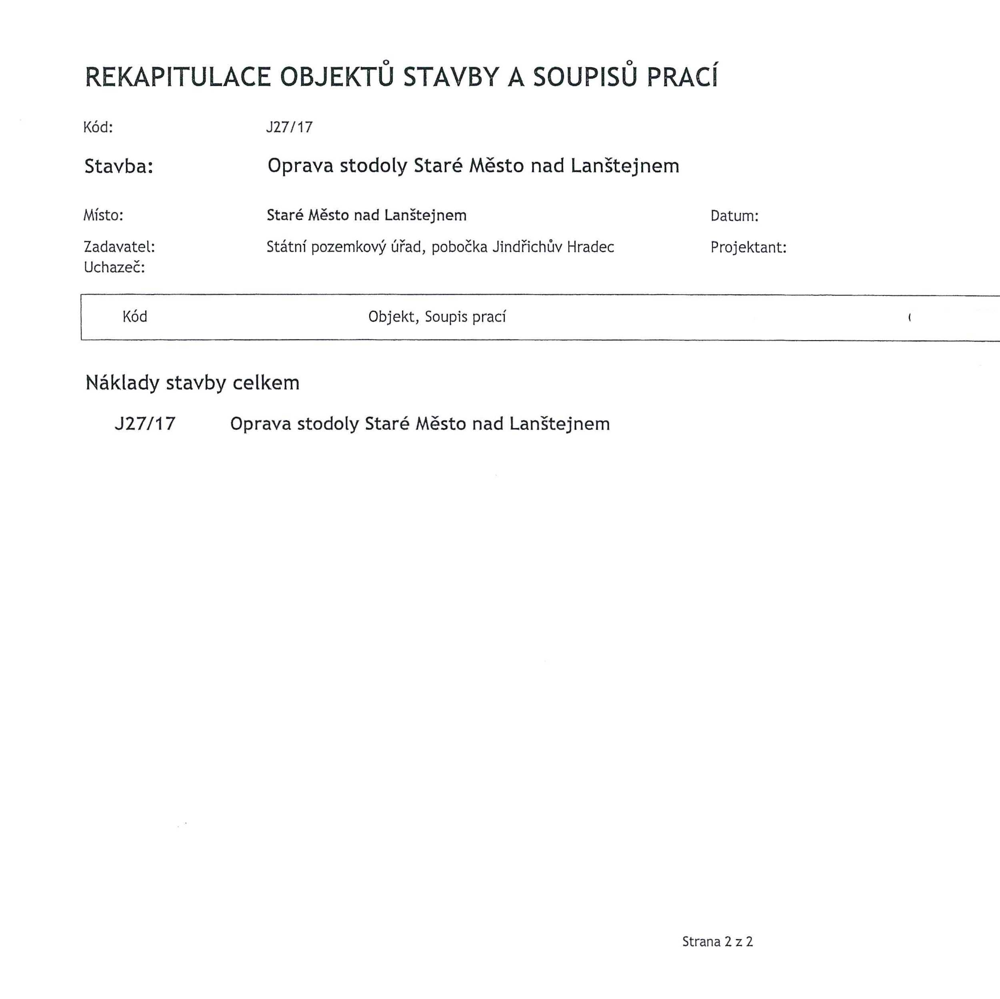 REKAPITULACE OBJEKTŮ STAVBY A SOUPISŮ PRACÍ
Kód: J27/17
Stavba: Oprava stodoly Staré Město nad Lanštejnem
Místo: Staré Město nad Lanštejnem Datum:
Zadavatel: Státní pozemkový úřad, pobočka Jindřichův Hradec Projektant:
Uchazeč:
Kód Objekt, Soupis prací
Náklady stavby celkem
J27/17 Oprava stodoly Staré Město nad Lanštejnem
Strana 2 z 2